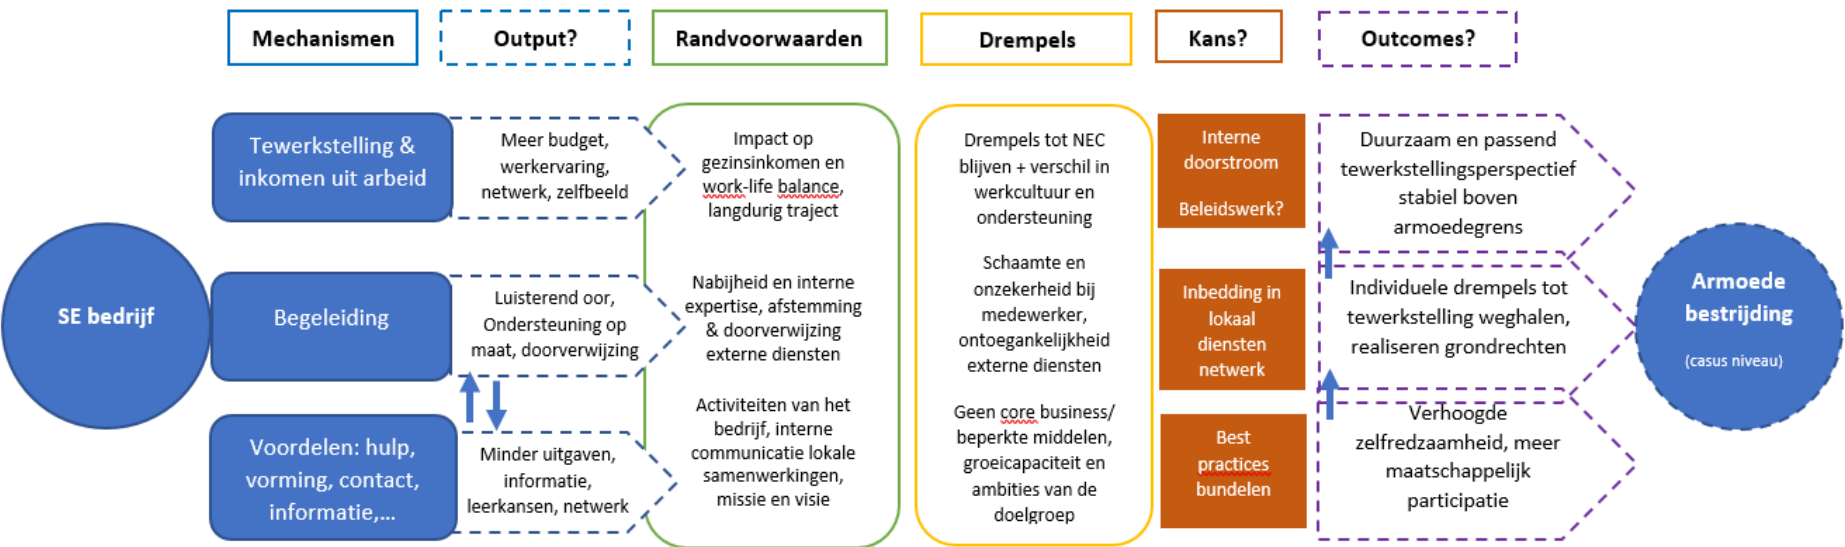 Mechanismen
Output?
Randvoorwaarden
Drempels
Kans?
Outcomes?
SE bedrijf
Tewerkstelling &
inkomen uit arbeid
Meer budget,
werkervaring,
netwerk, zelfbeeld
Impact op
gezinsinkomen en
work-life balance,
langdurig traject
Drempels tot NEC
blijven + verschil in
werkcultuur en
ondersteuning
Interne
doorstroom
Beleidswerk?
Duurzaam en passend
tewerkstellingsperspectief
stabiel boven
armoedegrens
Begeleiding
Luisterend oor,
Ondersteuning op
maat, doorverwijzing
Nabijheid en interne
expertise, afstemming
& doorverwijzing
externe diensten
Schaamte en
onzekerheid bij
medewerker,
ontoegankelijkheid
externe diensten
Inbedding in
lokaal
diensten
netwerk
Individuele drempels tot
tewerkstelling weghalen,
realiseren grondrechten
Voordelen: hulp,
vorming, contact,
informatie,...
Minder uitgaven,
informatie,
leerkansen, netwerk
Activiteiten van het
bedrijf, interne
communicatie lokale
samenwerkingen,
missie en visie
Geen core business/
beperkte middelen,
groeicapaciteit en
ambities van de
doelgroep
Best
practices
bundelen
Verhoogde
zelfredzaamheid, meer
maatschappelijk
participatie
Armoede
bestrijding
(casus niveau)